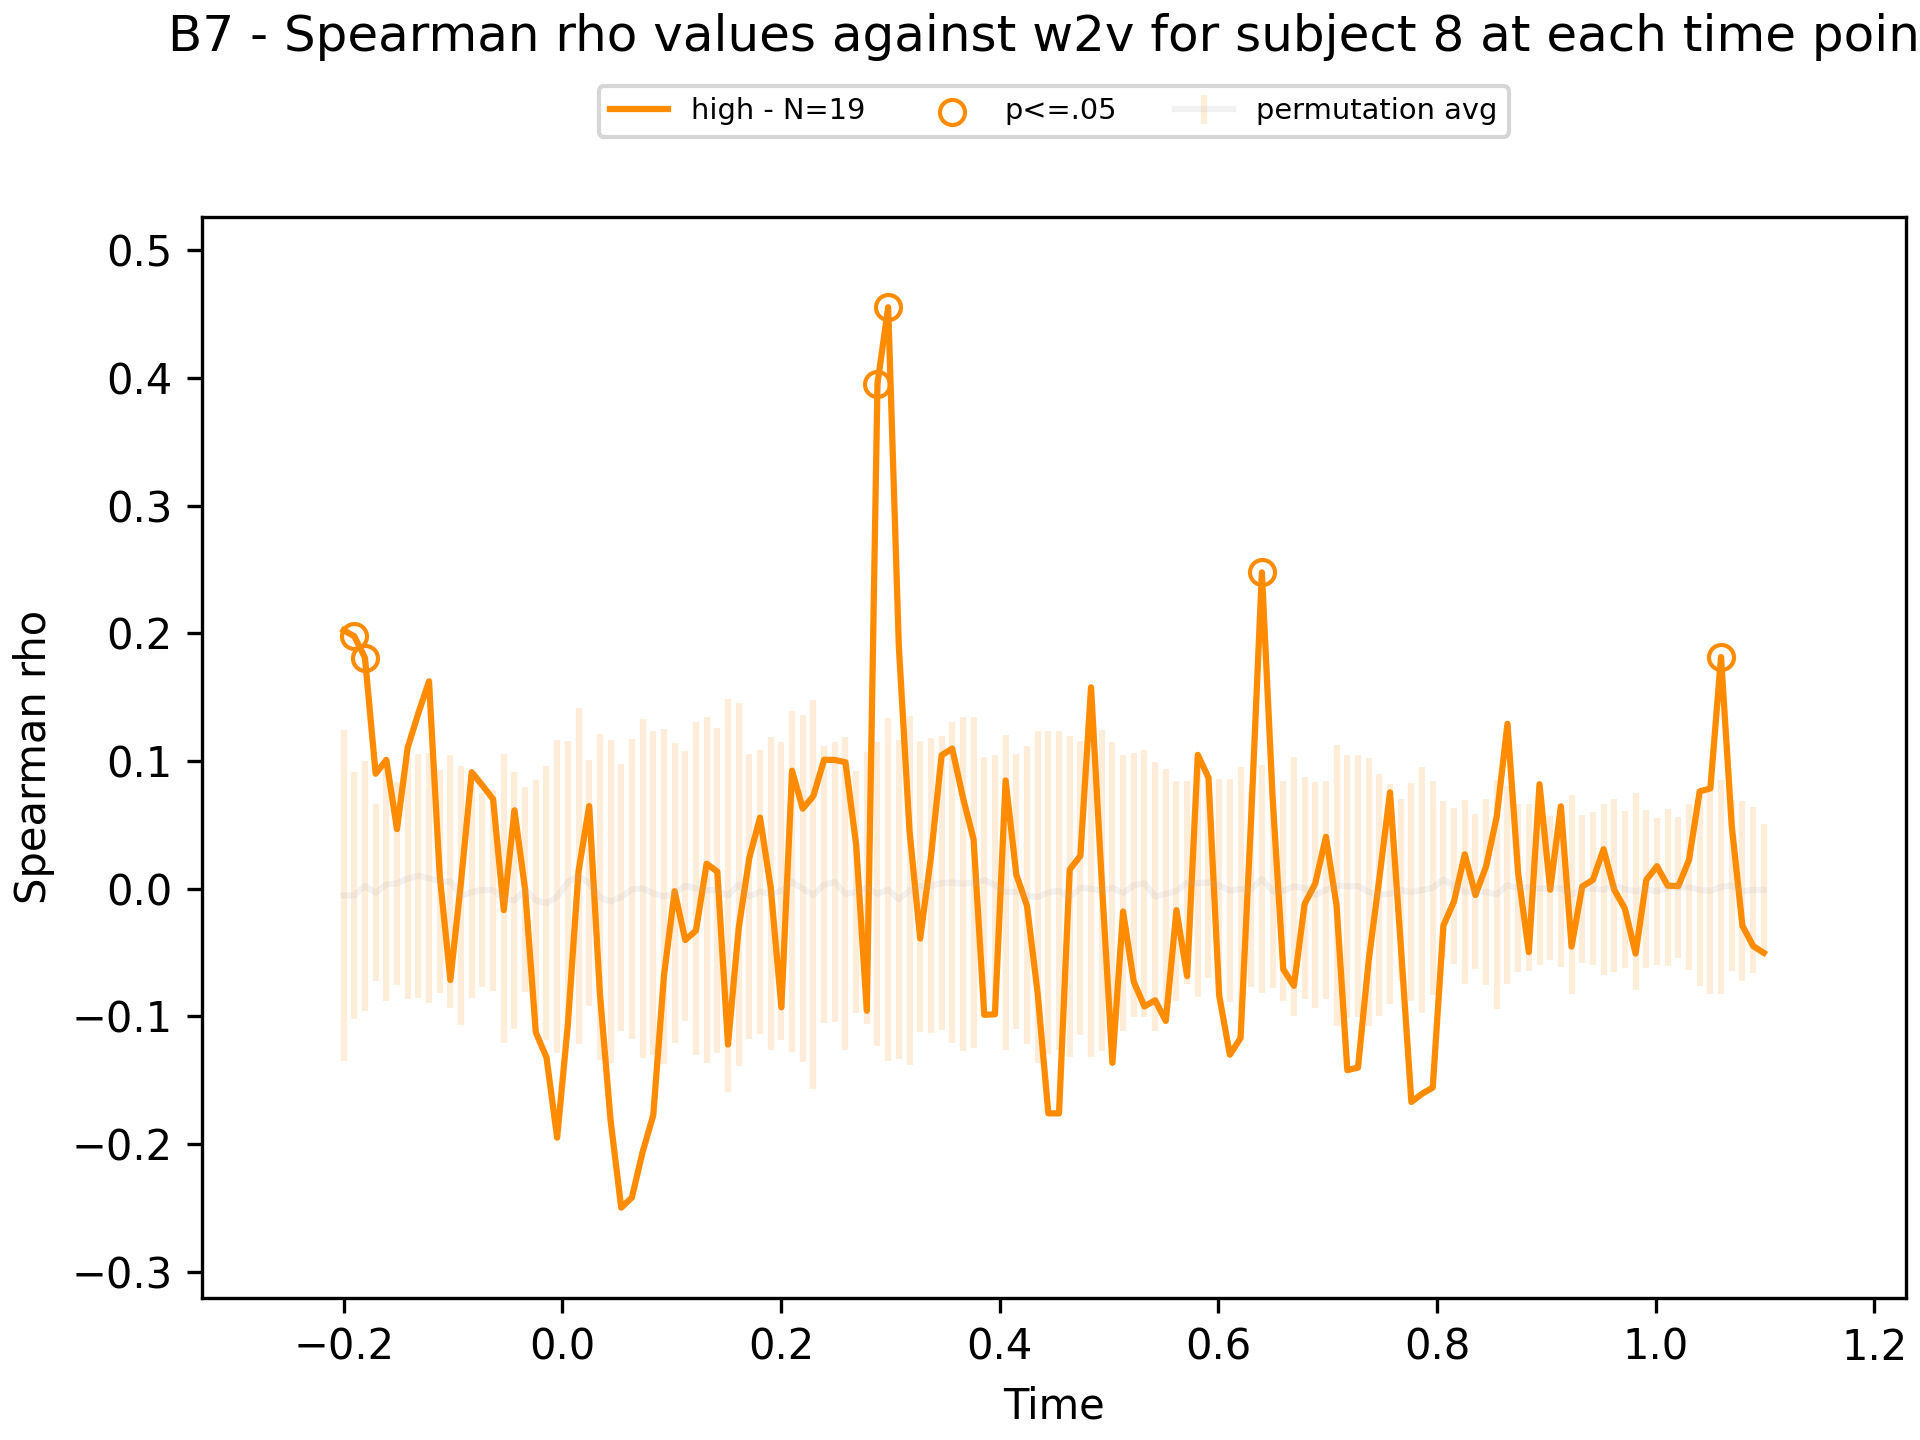 B7 - Spearman rho values against w2v for subject 8 at each time poin
high - N=19 p<=.05 permutation avg
0.5
0.4
0.3
0.2
0.1
0.0
−0.1
−0.2
−0.3
Spearman rho
−0.2 0.0 0.2 0.4 0.6 0.8 1.0 1.2
Time